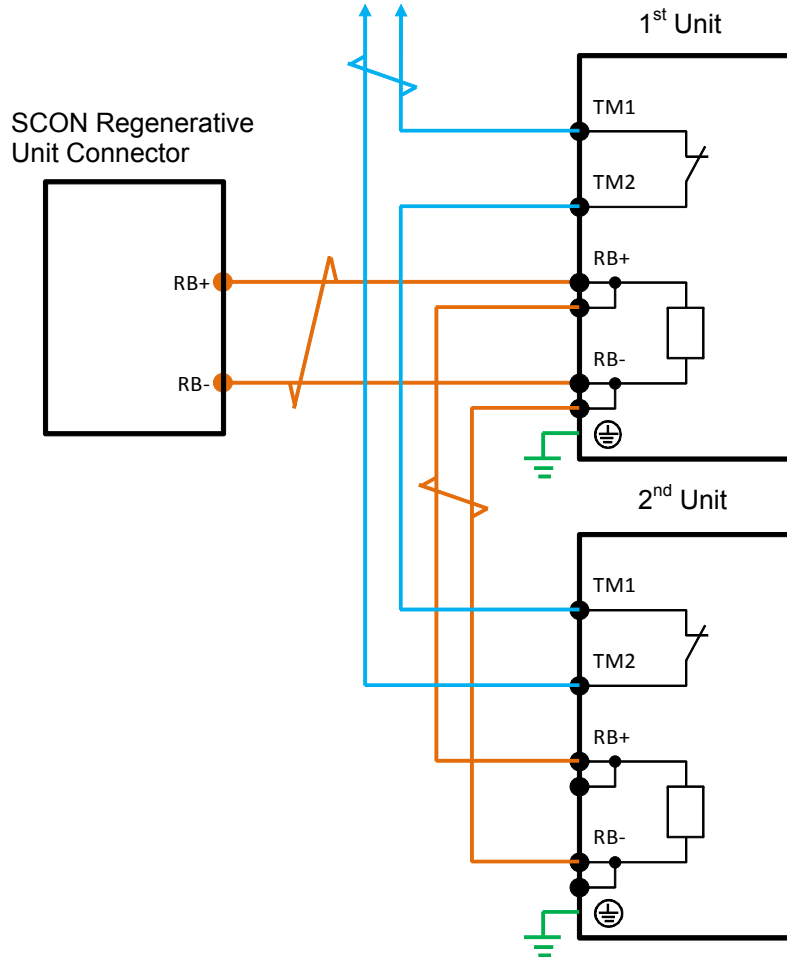 1st Unit
TM1
TM2
SCON Regenerative
Unit Connector
RB+
RB-
RB+
RB-
2nd Unit
TM1
TM2
RB+
RB-